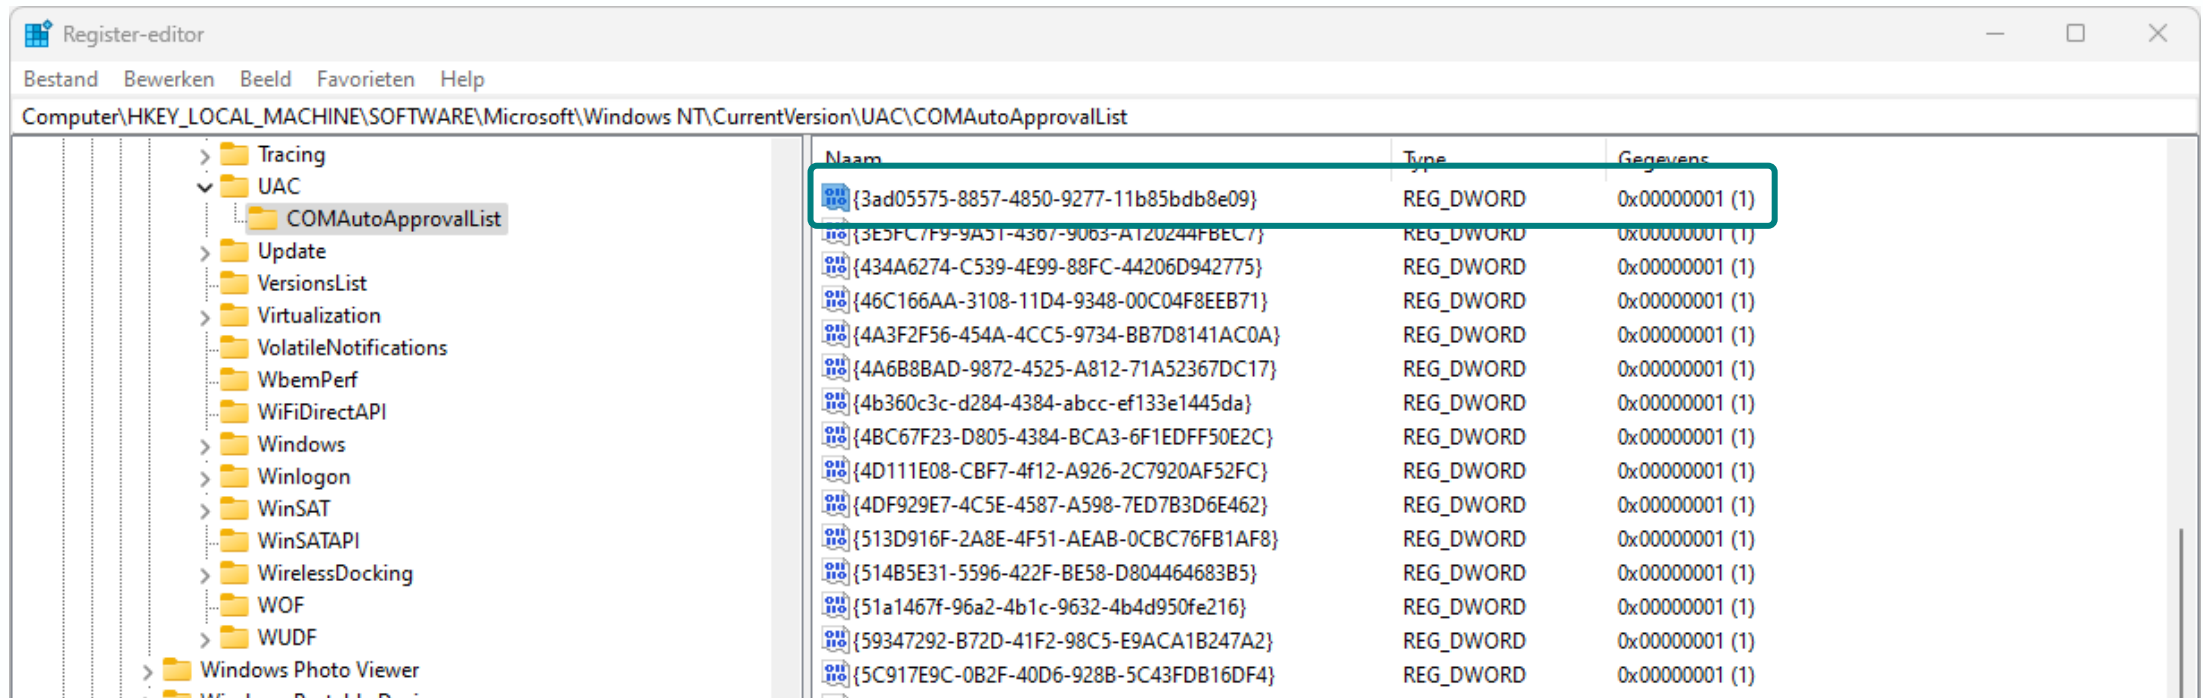 Register-editor
Bestand Bewerken Beeld Favorieten Help
Computer\HKEY_LOCAL_MACHINE\SOFTWARE\Microsoft\Windows NT\CurrentVersion\UAC\COMAutoApprovalList
Tracing
UAC
COMAutoApprovalList
Update
VersionsList
Virtualization
VolatileNotifications
WbemPerf
WiFiDirectAPI
Windows
Winlogon
WinSAT
WinSATAPI
WirelessDocking
WOF
WUDF
Windows Photo Viewer
Naam Type Gegevens
{3ad05575-8857-4850-9277-11b85bdb8e09} REG_DWORD 0x00000001 (1)
{3E5FC7F9-9A51-4367-9063-A120244FBEC7} REG_DWORD 0x00000001 (1)
{434A6274-C539-4E99-88FC-44206D942775} REG_DWORD 0x00000001 (1)
{46C166AA-3108-11D4-9348-00C04F8EEB71} REG_DWORD 0x00000001 (1)
{4A3F2F56-454A-4CC5-9734-BB7D8141AC0A} REG_DWORD 0x00000001 (1)
{4A6B8BAD-9872-4525-A812-71A52367DC17} REG_DWORD 0x00000001 (1)
{4b360c3c-d284-4384-abcc-ef133e1445da} REG_DWORD 0x00000001 (1)
{4BC67F23-D805-4384-BCA3-6F1EDFF50E2C} REG_DWORD 0x00000001 (1)
{4D111E08-CBF7-4f12-A926-2C7920AF52FC} REG_DWORD 0x00000001 (1)
{4DF929E7-4C5E-4587-A598-7ED7B3D6E462} REG_DWORD 0x00000001 (1)
{513D916F-2A8E-4F51-AEAB-0CBC76FB1AF8} REG_DWORD 0x00000001 (1)
{514B5E31-5596-422F-BE58-D804464683B5} REG_DWORD 0x00000001 (1)
{51a1467f-96a2-4b1c-9632-4b4d950fe216} REG_DWORD 0x00000001 (1)
{59347292-B72D-41F2-98C5-E9ACA1B247A2} REG_DWORD 0x00000001 (1)
{5C917E9C-0B2F-40D6-928B-5C43FDB16DF4} REG_DWORD 0x00000001 (1)